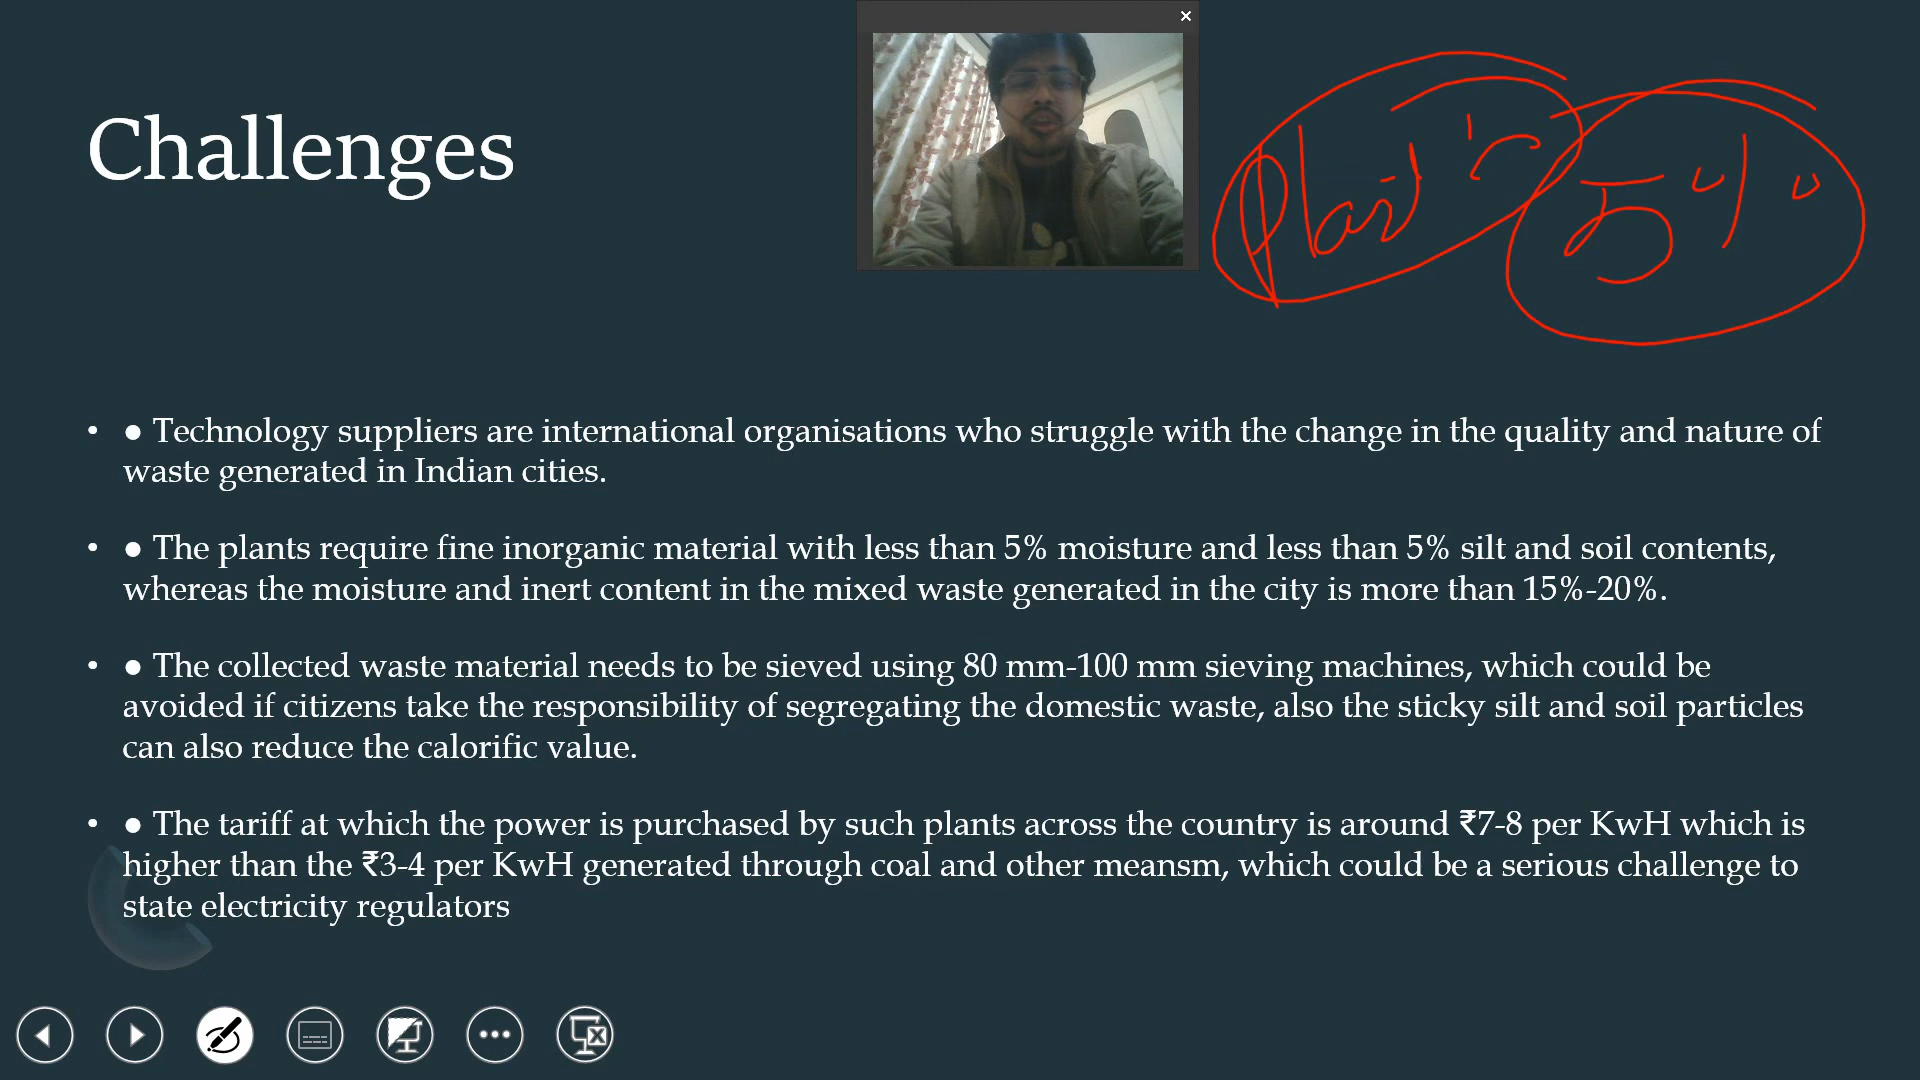 Challenges
Plastic 5%
• ● Technology suppliers are international organisations who struggle with the change in the quality and nature of
waste generated in Indian cities.
• ● The plants require fine inorganic material with less than 5% moisture and less than 5% silt and soil contents,
whereas the moisture and inert content in the mixed waste generated in the city is more than 15%-20%.
• ● The collected waste material needs to be sieved using 80 mm-100 mm sieving machines, which could be
avoided if citizens take the responsibility of segregating the domestic waste, also the sticky silt and soil particles
can also reduce the calorific value.
• ● The tariff at which the power is purchased by such plants across the country is around ₹7-8 per KwH which is
higher than the ₹3-4 per KwH generated through coal and other meansm, which could be a serious challenge to
state electricity regulators